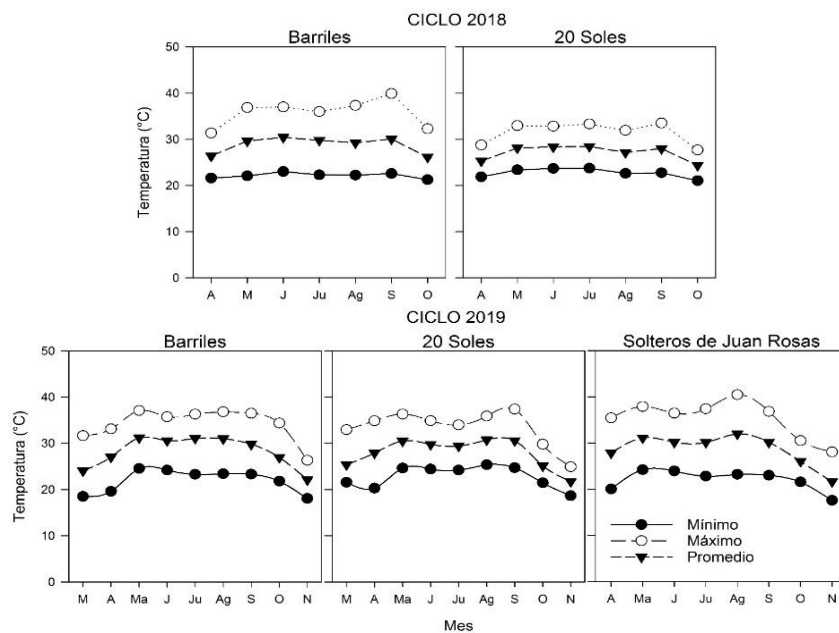 CICLO 2018
Barriles 20 Soles
Temperatura (°C)
50
40
30
20
10
0
A M J Ju Ag S O A M J Ju Ag S O
CICLO 2019
Barriles 20 Soles Solteros de Juan Rosas
Temperatura (°C)
50
40
30
20
10
0
Mínimo
Máximo
Promedio
M A Ma J Ju Ag S O N M A Ma J Ju Ag S O N A Ma J Ju Ag S O N
Mes